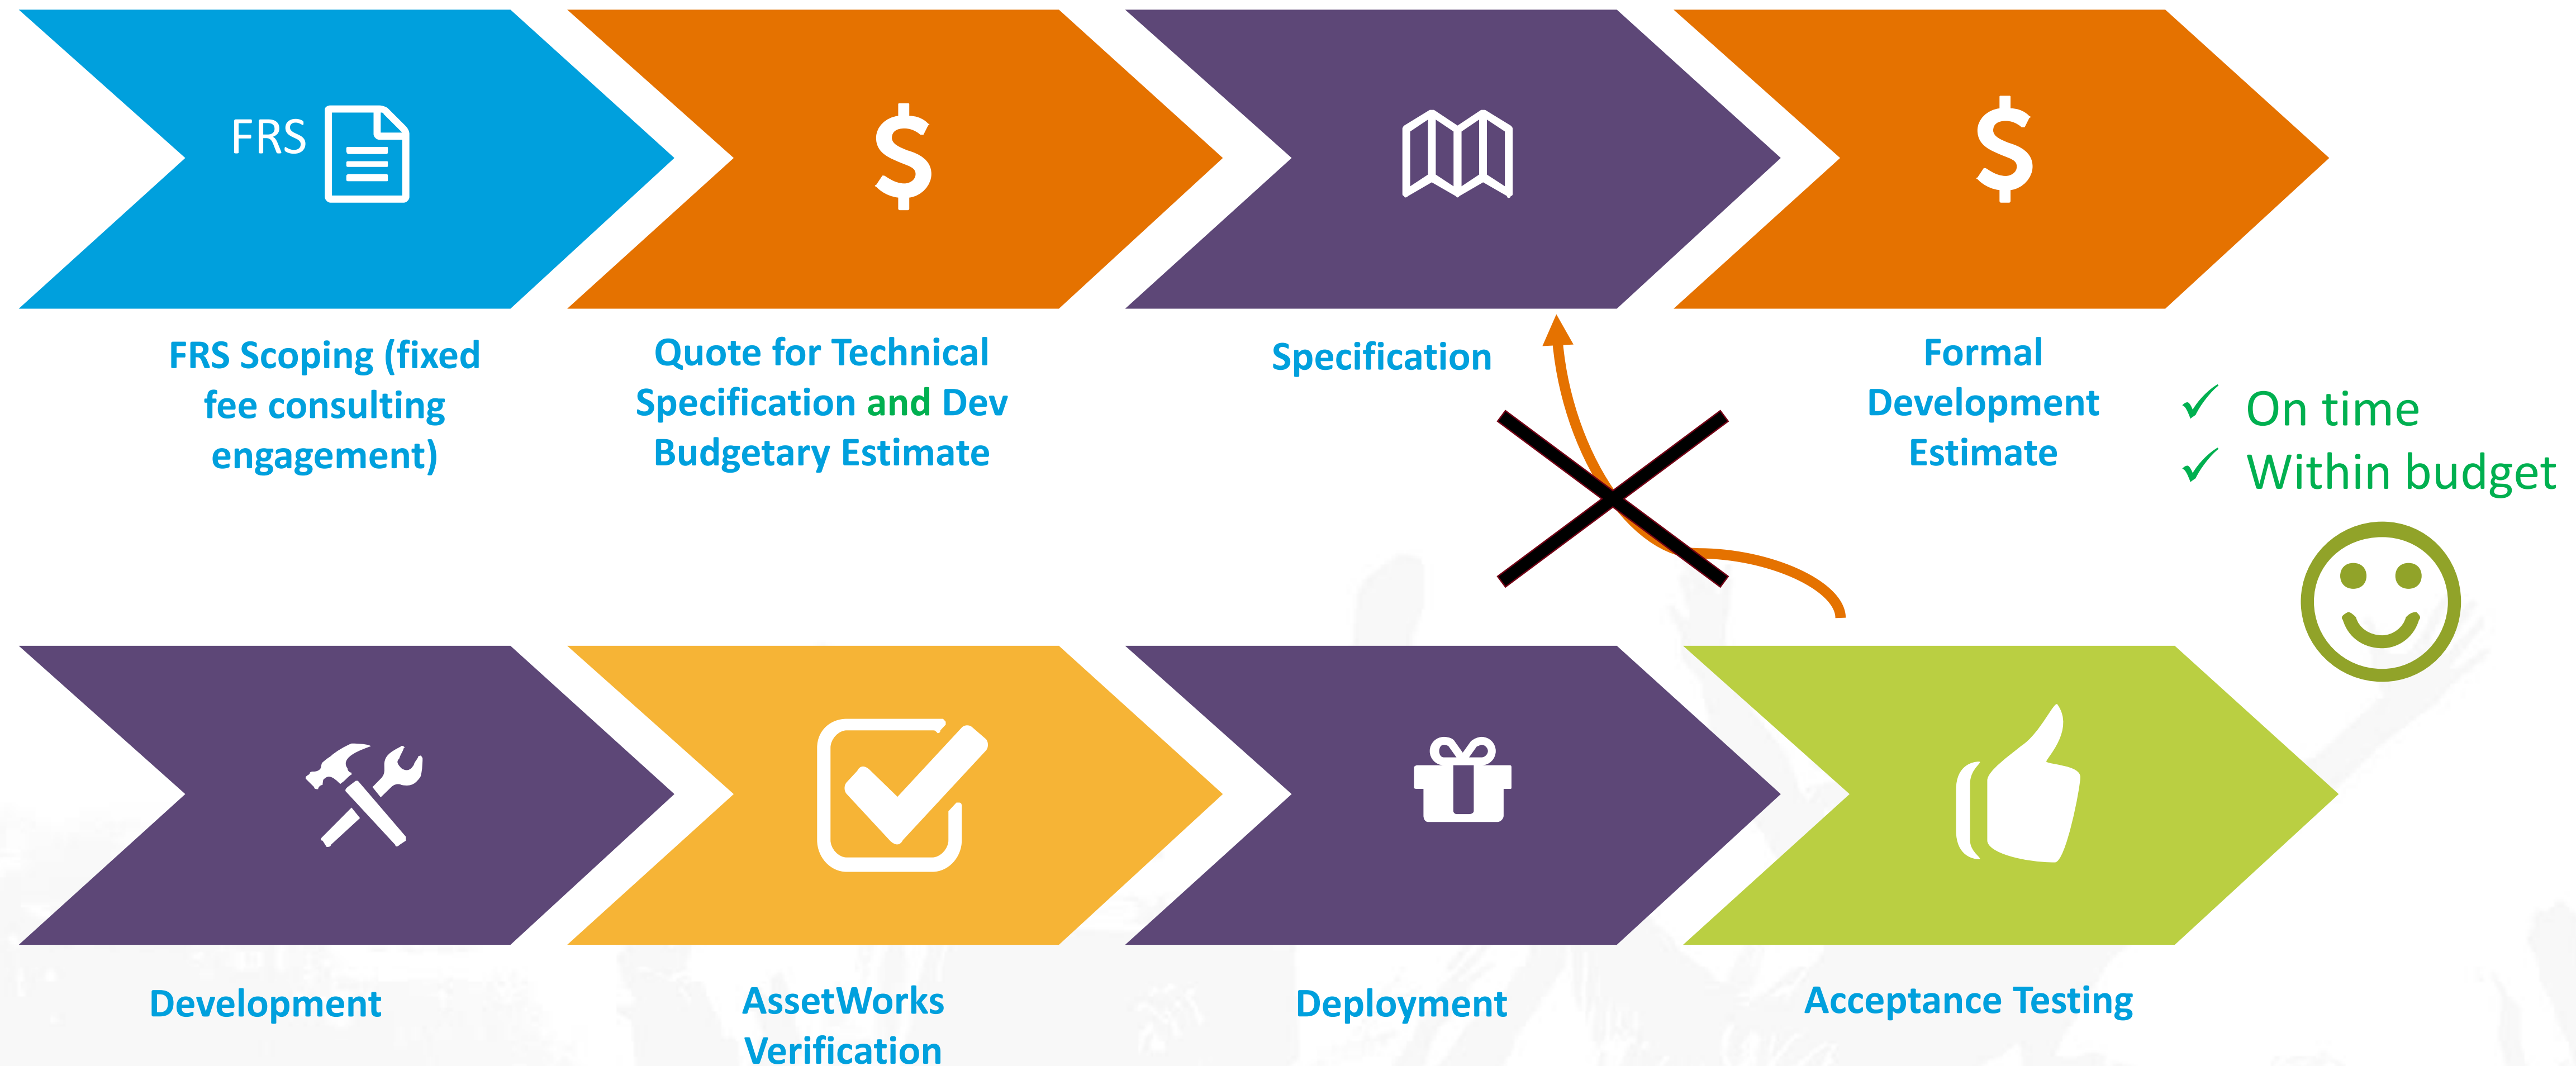 FRS
FRS Scoping (fixed
fee consulting
engagement)
Quote for Technical
Specification and Dev
Budgetary Estimate
Specification
Formal
Development
Estimate
✓ On time
✓ Within budget
Development
AssetWorks
Verification
Deployment
Acceptance Testing